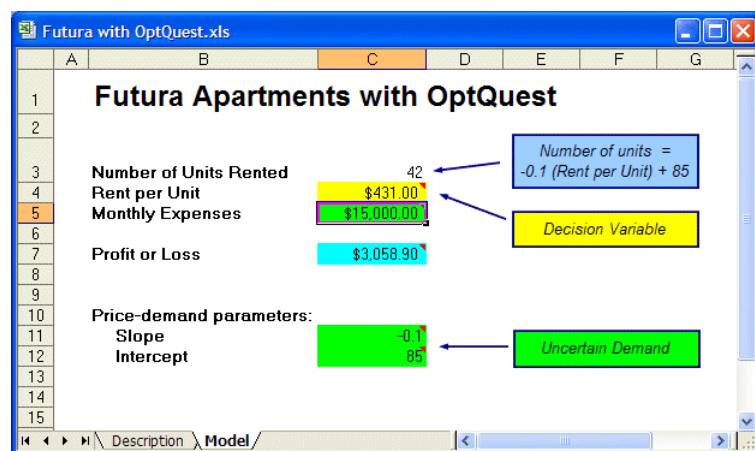 Futura with OptQuest.xls
A B C D E F G
1 Futura Apartments with OptQuest
2
3 Number of Units Rented 42
Number of units =
-0.1 (Rent per Unit) + 85
4 Rent per Unit $431.00
5 Monthly Expenses $15,000.00
Decision Variable
6
7 Profit or Loss $3,058.90
8
9
10 Price-demand parameters:
11 Slope -0.1
Uncertain Demand
12 Intercept 85
13
14
15
Description Model